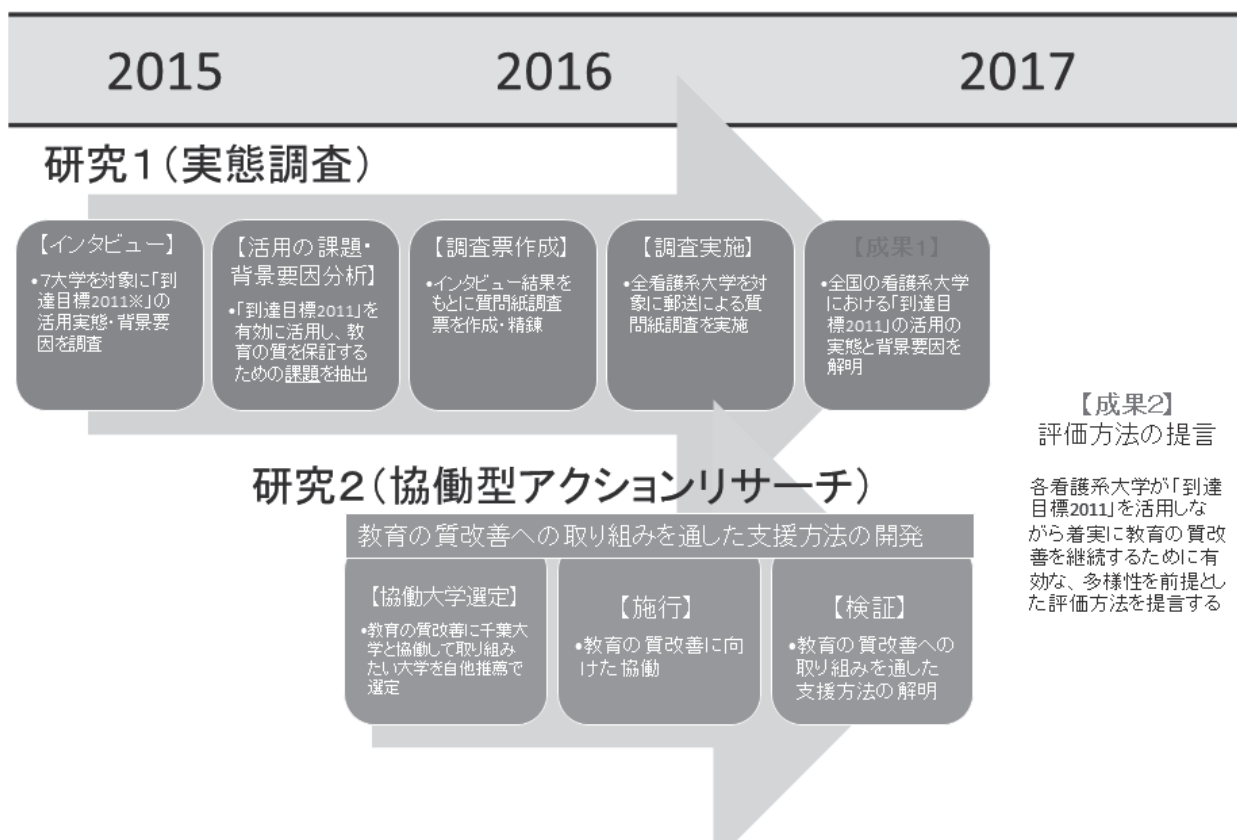 2015
2016
2017
研究1(実態調査)
【インタビュー】
•7大学を対象に「到
達目標2011※」の
活用実態・背景要
因を調査
【活用の課題・
背景要因分析】
•「到達目標2011」を
有効に活用し、教
育の質を保証する
ための課題を抽出
【調査票作成】
•インタビュー結果を
もとに質問紙調査
票を作成・精錬
【調査実施】
•全看護系大学を対
象に郵送による質
問紙調査を実施
【成果1】
•全国の看護系大学
における「到達目
標2011」の活用の
実態と背景要因を
解明
研究2(協働型アクションリサーチ)
教育の質改善への取り組みを通した支援方法の開発
【協働大学選定】
•教育の質改善に千葉大
学と協働して取り組み
たい大学を自他推薦で
選定
【施行】
•教育の質改善に向
けた協働
【検証】
•教育の質改善への
取り組みを通した
支援方法の解明
【成果2】
評価方法の提言
各看護系大学が「到達
目標2011」を活用しな
がら着実に教育の質改
善を継続するために有
効な、多様性を前提とし
た評価方法を提言する